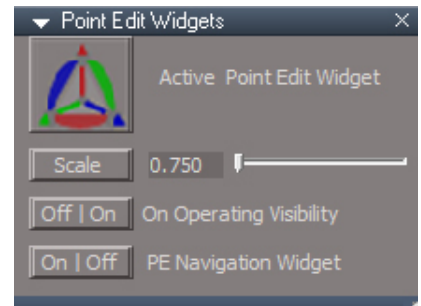 Point Edit Widgets
Active Point Edit Widget
Scale 0.750
Off | On On Operating Visibility
On | Off PE Navigation Widget